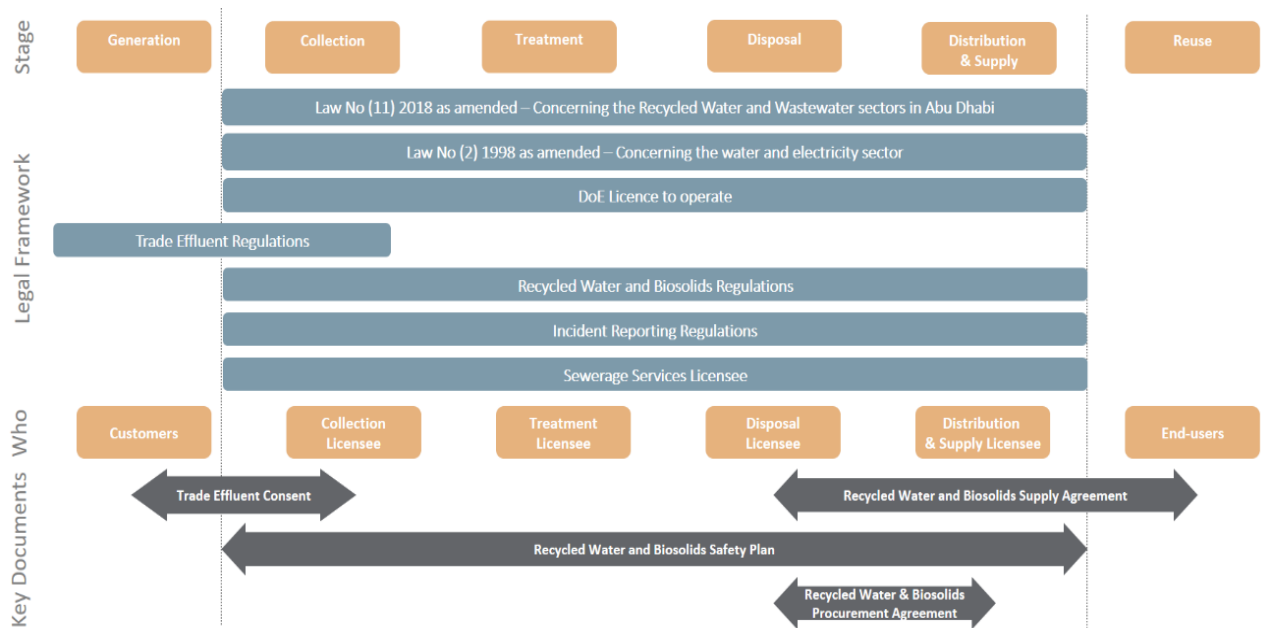 Stage
Generation
Collection
Treatment
Disposal
Distribution
& Supply
Reuse
Legal Framework
Law No (11) 2018 as amended – Concerning the Recycled Water and Wastewater sectors in Abu Dhabi
Law No (2) 1998 as amended – Concerning the water and electricity sector
DoE Licence to operate
Trade Effluent Regulations
Recycled Water and Biosolids Regulations
Incident Reporting Regulations
Sewerage Services Licensee
Who
Customers
Collection
Licensee
Treatment
Licensee
Disposal
Licensee
Distribution
& Supply Licensee
End-users
Key Documents
Trade Effluent Consent
Recycled Water and Biosolids Supply Agreement
Recycled Water and Biosolids Safety Plan
Recycled Water & Biosolids
Procurement Agreement